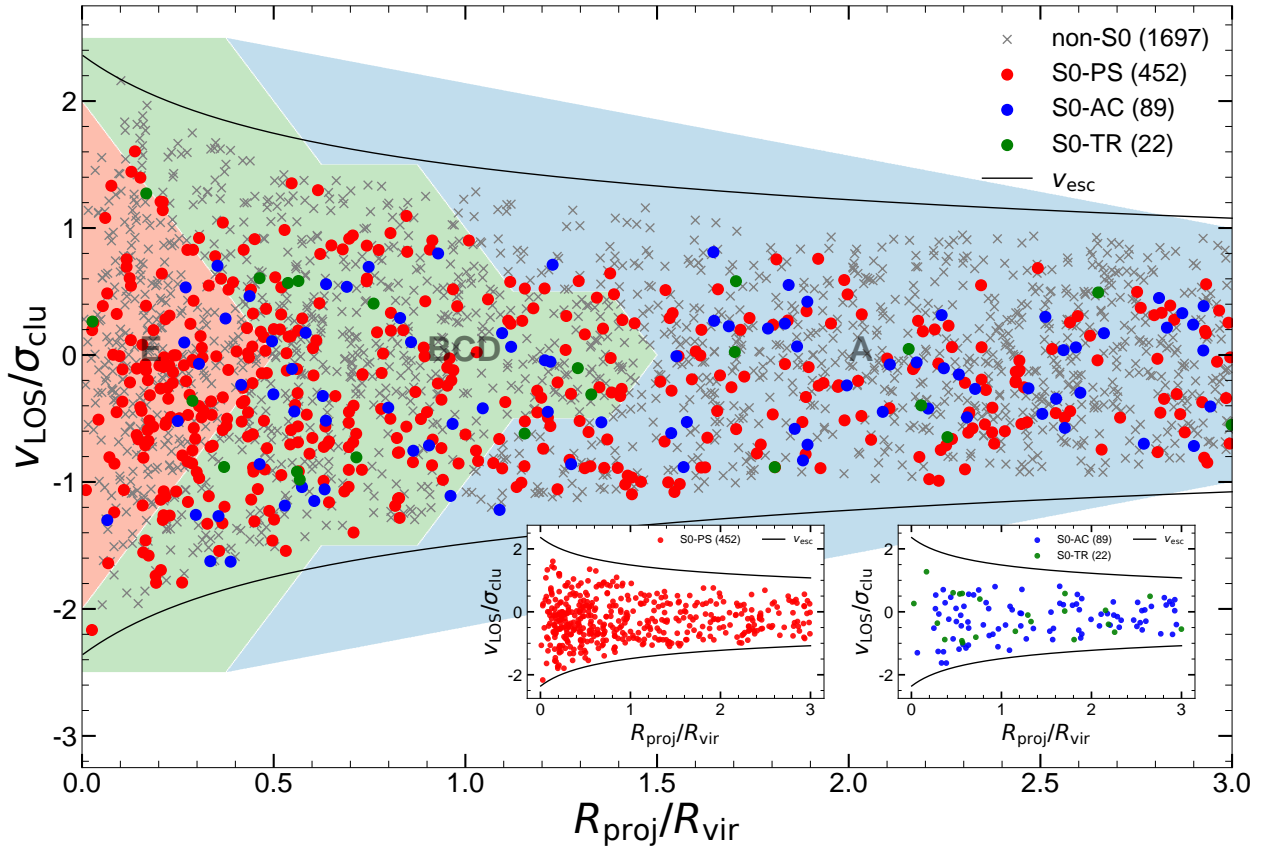 non-S0 (1697)
S0-PS (452)
S0-AC (89)
S0-TR (22)
v_esc
2
1
0
-1
-2
-3
v_LOS/σ_clu
E
BCD
A
S0-PS (452)
v_esc
2
0
-2
v_LOS/σ_clu
0
1
2
3
R_proj/R_vir
S0-AC (89)
v_esc
S0-TR (22)
2
0
-2
v_LOS/σ_clu
0
1
2
3
R_proj/R_vir
0.0
0.5
1.0
1.5
2.0
2.5
3.0
R_proj/R_vir